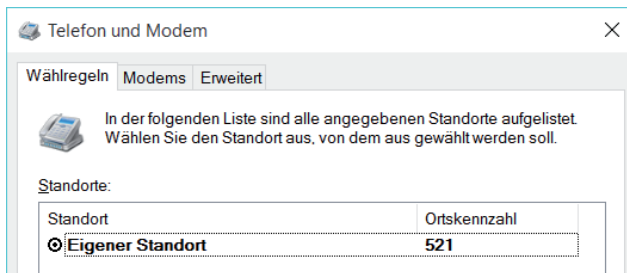 Telefon und Modem
Wählregeln Modems Erweitert
In der folgenden Liste sind alle angegebenen Standorte aufgelistet.
Wählen Sie den Standort aus, von dem aus gewählt werden soll.
Standorte:
Standort Ortskennzahl
Eigener Standort 521